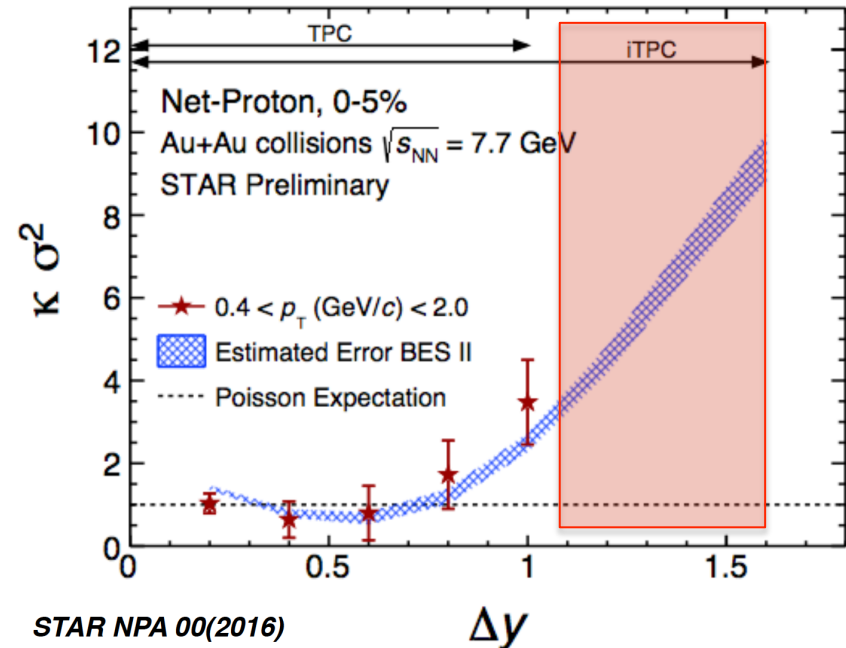 TPC
iTPC
Net-Proton, 0-5%
Au+Au collisions √s_NN = 7.7 GeV
STAR Preliminary
0.4 < p_T (GeV/c) < 2.0
Estimated Error BES II
Poisson Expectation
κ σ²
12
10
8
6
4
2
0
0 0.5 1 1.5
Δy
STAR NPA 00(2016)